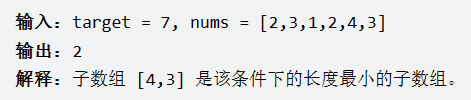 输入：target = 7, nums = [2,3,1,2,4,3]
输出：2
解释：子数组 [4,3] 是该条件下的长度最小的子数组。